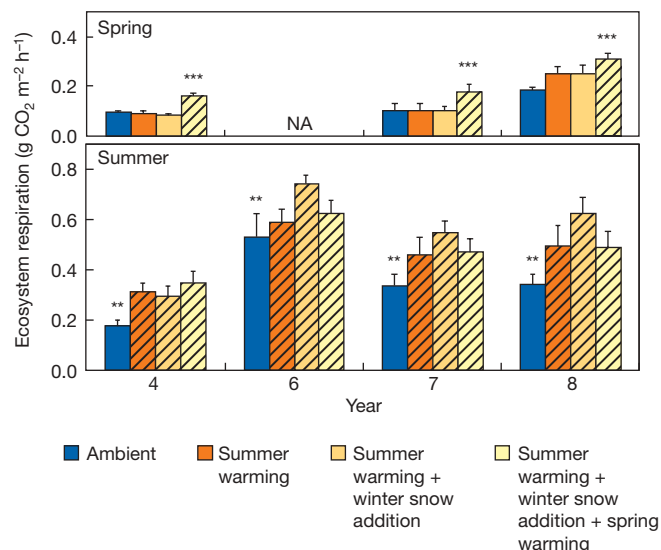 Spring
0.4
***
***
***
0.2
NA
0.0
Summer
0.8
**
0.6
**
**
0.4
**
0.2
0.0
4 6 7 8
Year
Ecosystem respiration (g CO₂ m⁻² h⁻¹)
Ambient
Summer
warming
Summer
warming +
winter snow
addition
Summer
warming +
winter snow
addition + spring
warming